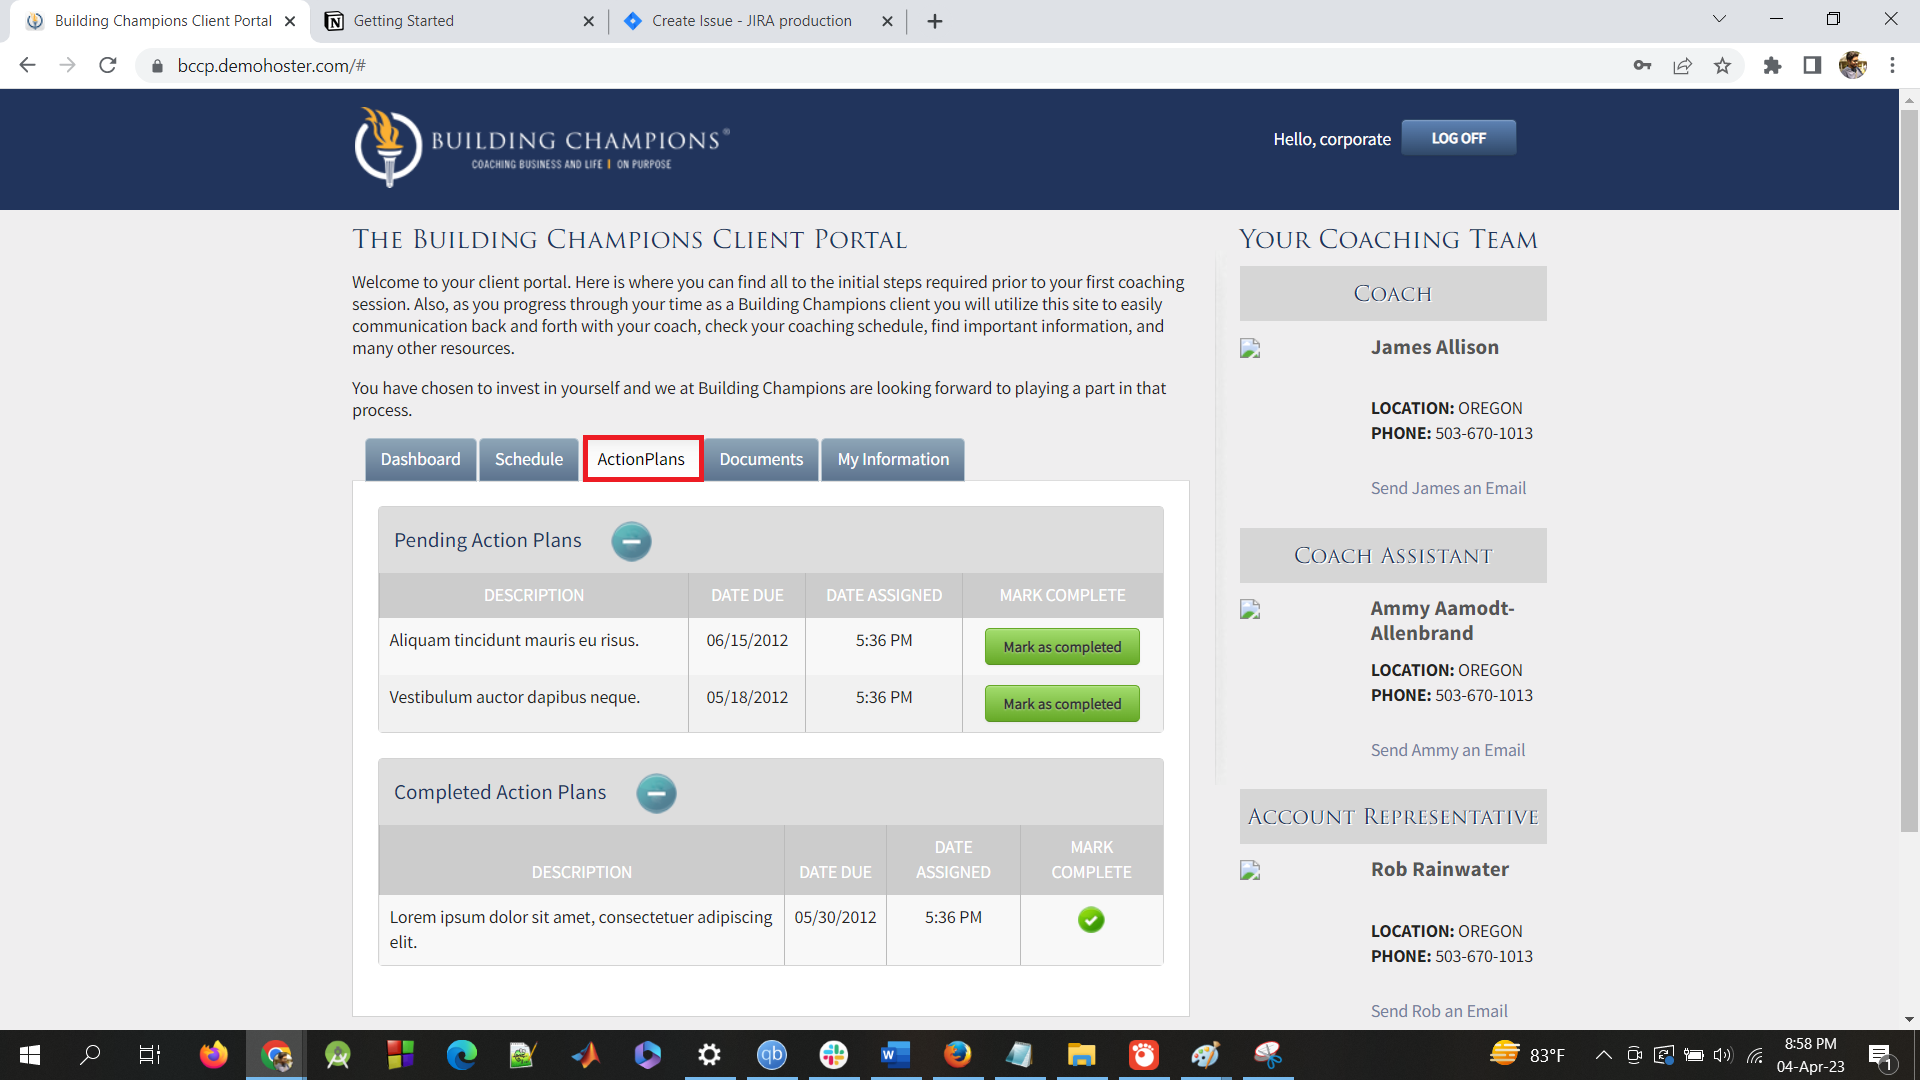 Building Champions Client Portal
Getting Started
Create Issue - JIRA production
bccp.demohoster.com/#
BUILDING CHAMPIONS®
COACHING BUSINESS AND LIFE | ON PURPOSE
Hello, corporate
LOG OFF
The Building Champions Client Portal
Welcome to your client portal. Here is where you can find all to the initial steps required prior to your first coaching
session. Also, as you progress through your time as a Building Champions client you will utilize this site to easily
communication back and forth with your coach, check your coaching schedule, find important information, and
many other resources.
You have chosen to invest in yourself and we at Building Champions are looking forward to playing a part in that
process.
Dashboard
Schedule
ActionPlans
Documents
My Information
Pending Action Plans
DESCRIPTION
DATE DUE
DATE ASSIGNED
MARK COMPLETE
Aliquam tincidunt mauris eu risus.
06/15/2012
5:36 PM
Mark as completed
Vestibulum auctor dapibus neque.
05/18/2012
5:36 PM
Mark as completed
Completed Action Plans
DESCRIPTION
DATE DUE
DATE
ASSIGNED
MARK
COMPLETE
Lorem ipsum dolor sit amet, consectetuer adipiscing
elit.
05/30/2012
5:36 PM
Your Coaching Team
Coach
James Allison
LOCATION: OREGON
PHONE: 503-670-1013
Send James an Email
Coach Assistant
Ammy Aamodt-
Allenbrand
LOCATION: OREGON
PHONE: 503-670-1013
Send Ammy an Email
Account Representative
Rob Rainwater
LOCATION: OREGON
PHONE: 503-670-1013
Send Rob an Email
83°F
8:58 PM
04-Apr-23
1